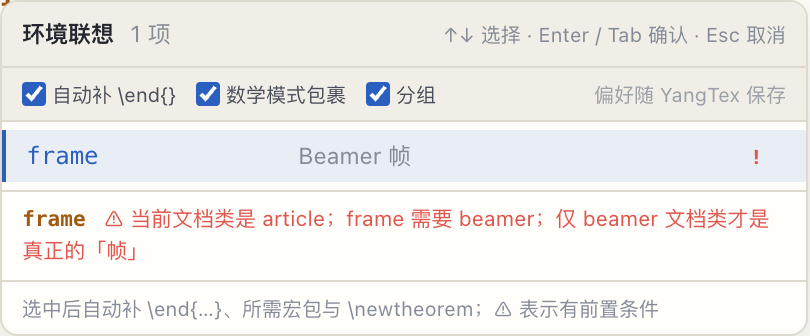 环境联想 1 项 ↑↓ 选择 · Enter / Tab 确认 · Esc 取消
自动补 \end{} 数学模式包裹 分组 偏好随 YangTex 保存
frame Beamer 帧 !
frame ⚠ 当前文档类是 article；frame 需要 beamer；仅 beamer 文档类才是
真正的「帧」
选中后自动补 \end{…}、所需宏包与 \newtheorem；⚠ 表示有前置条件